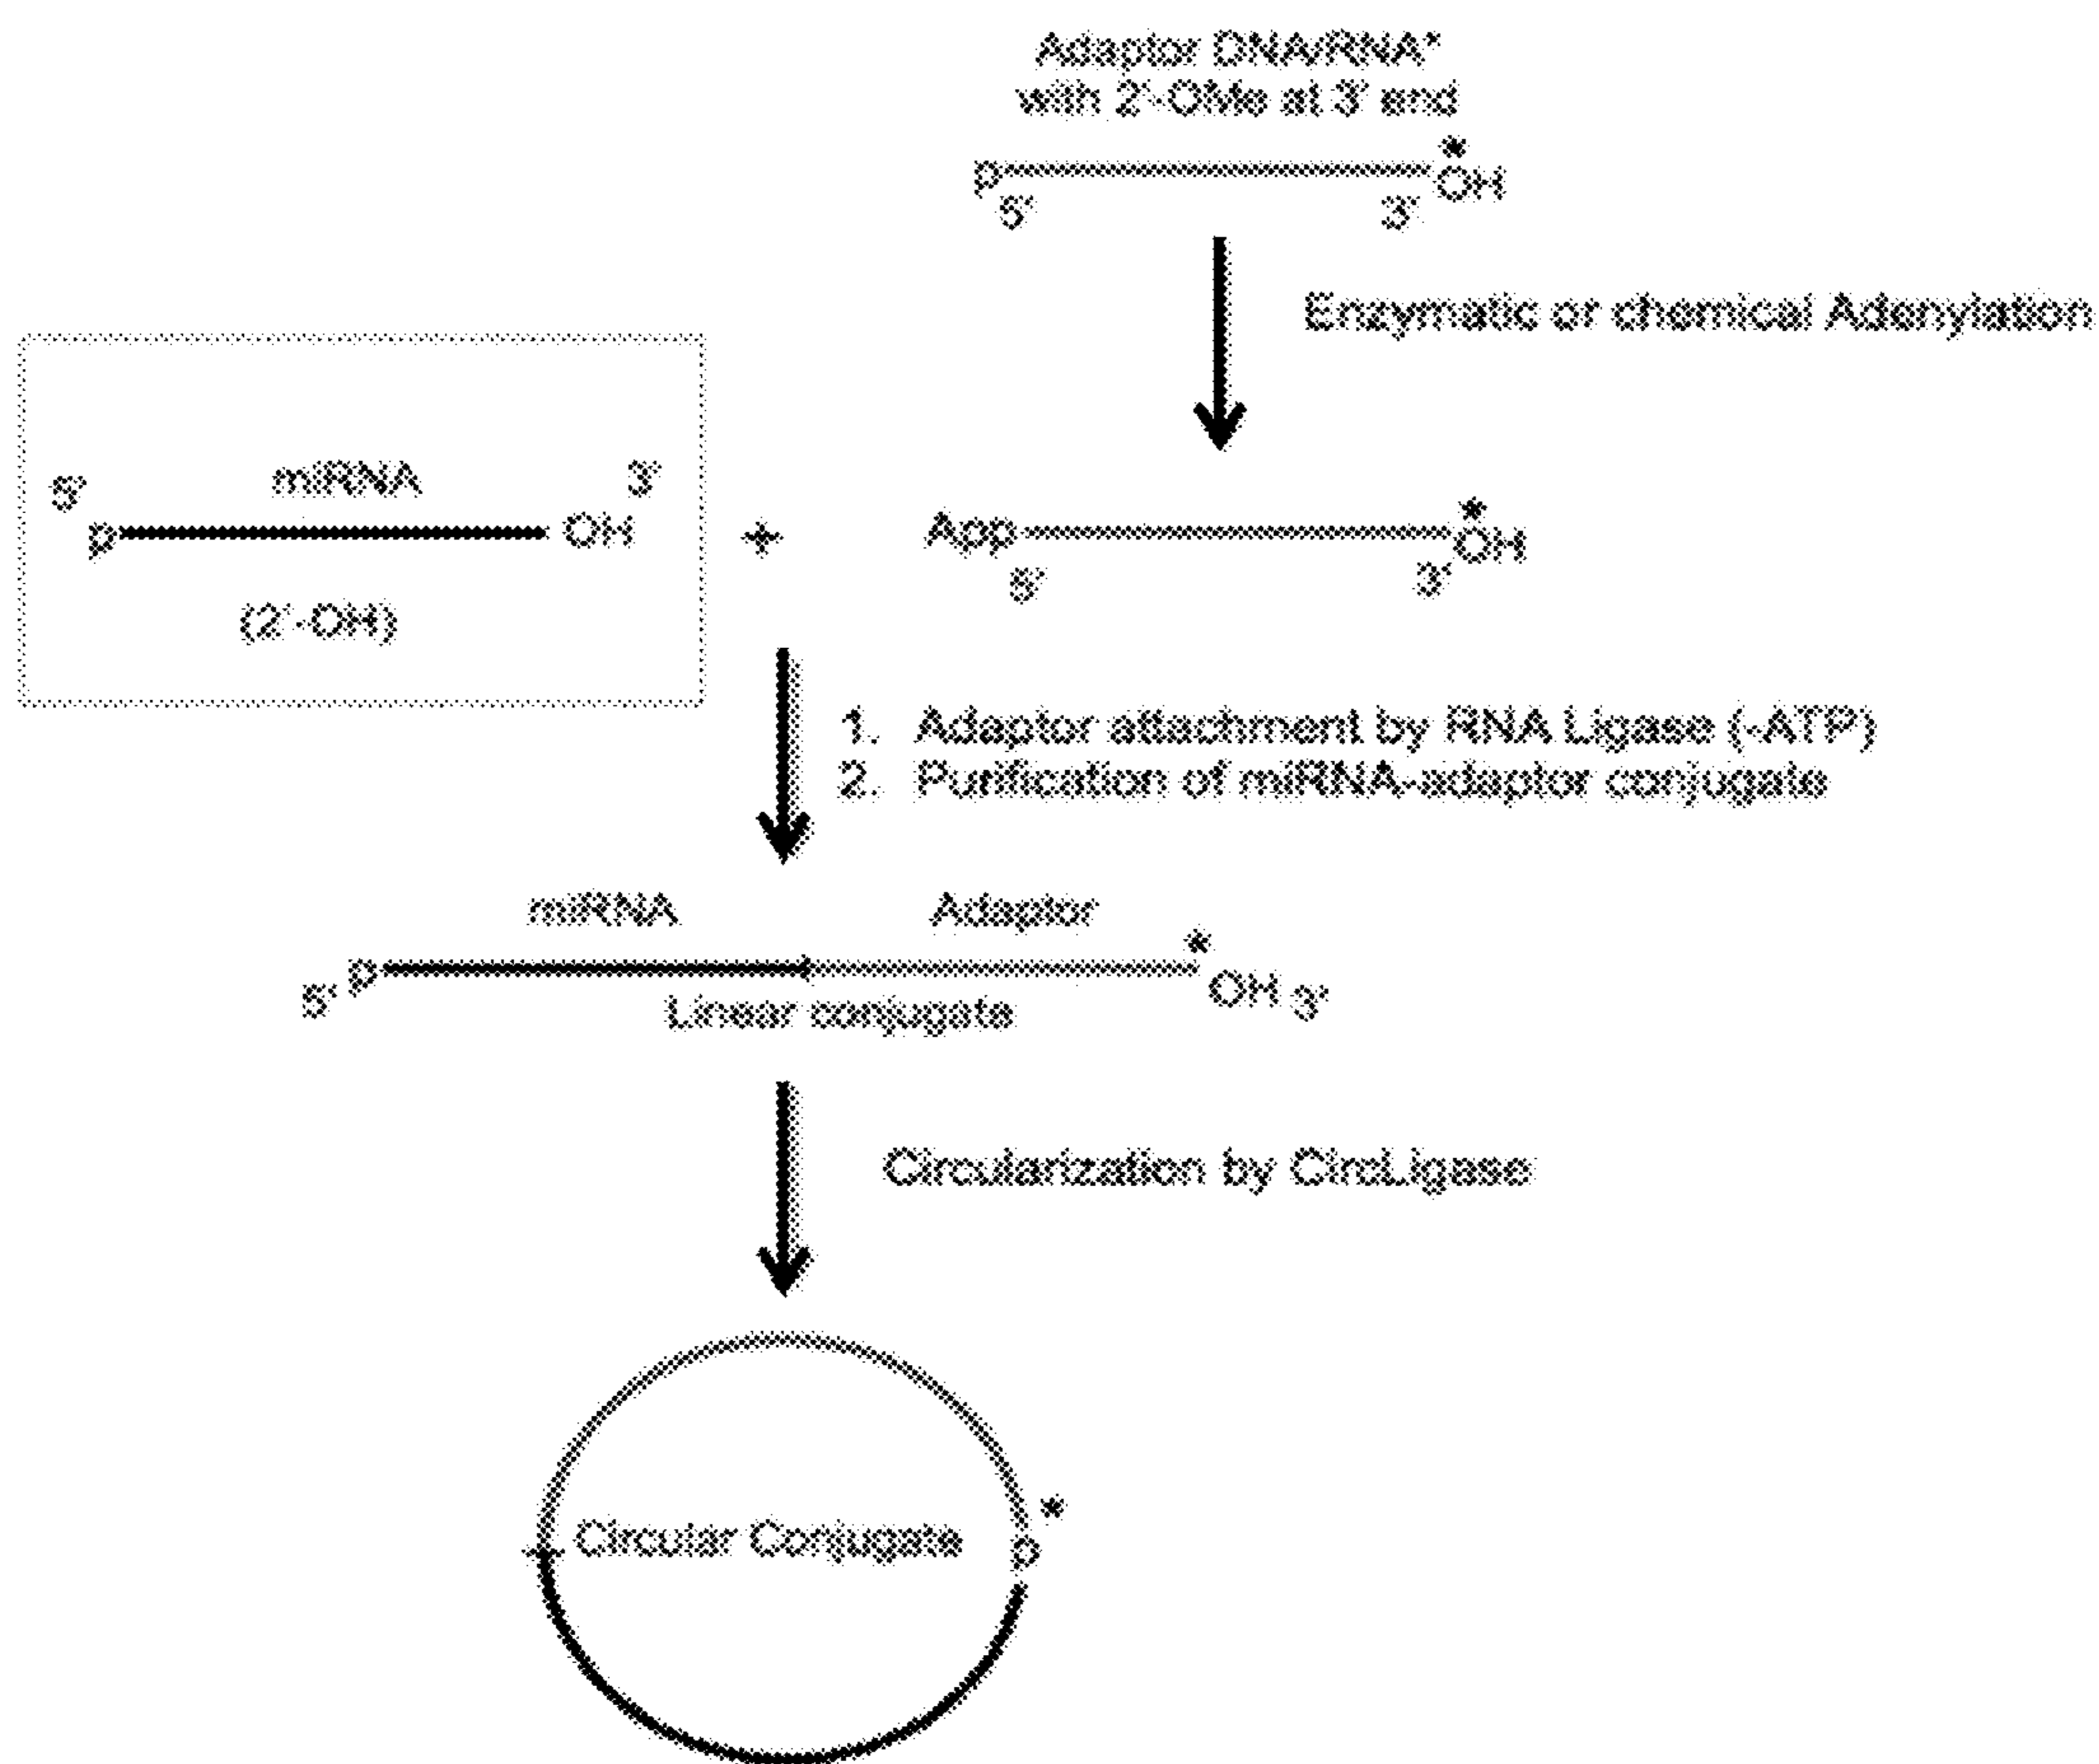 Adaptor DNA/RNA*
with 2'-OMe at 3' end
*
p OH
5' 3'
Enzymatic or chemical Adenylation
5' miRNA 3'
p OH
(2'-OH)
+
*
App OH
5' 3'
1. Adaptor attachment by RNA Ligase (-ATP)
2. Purification of miRNA-adaptor conjugate
miRNA Adaptor
*
5' p OH 3'
Linear conjugate
Circularization by CircLigase
*
Circular Conjugate p